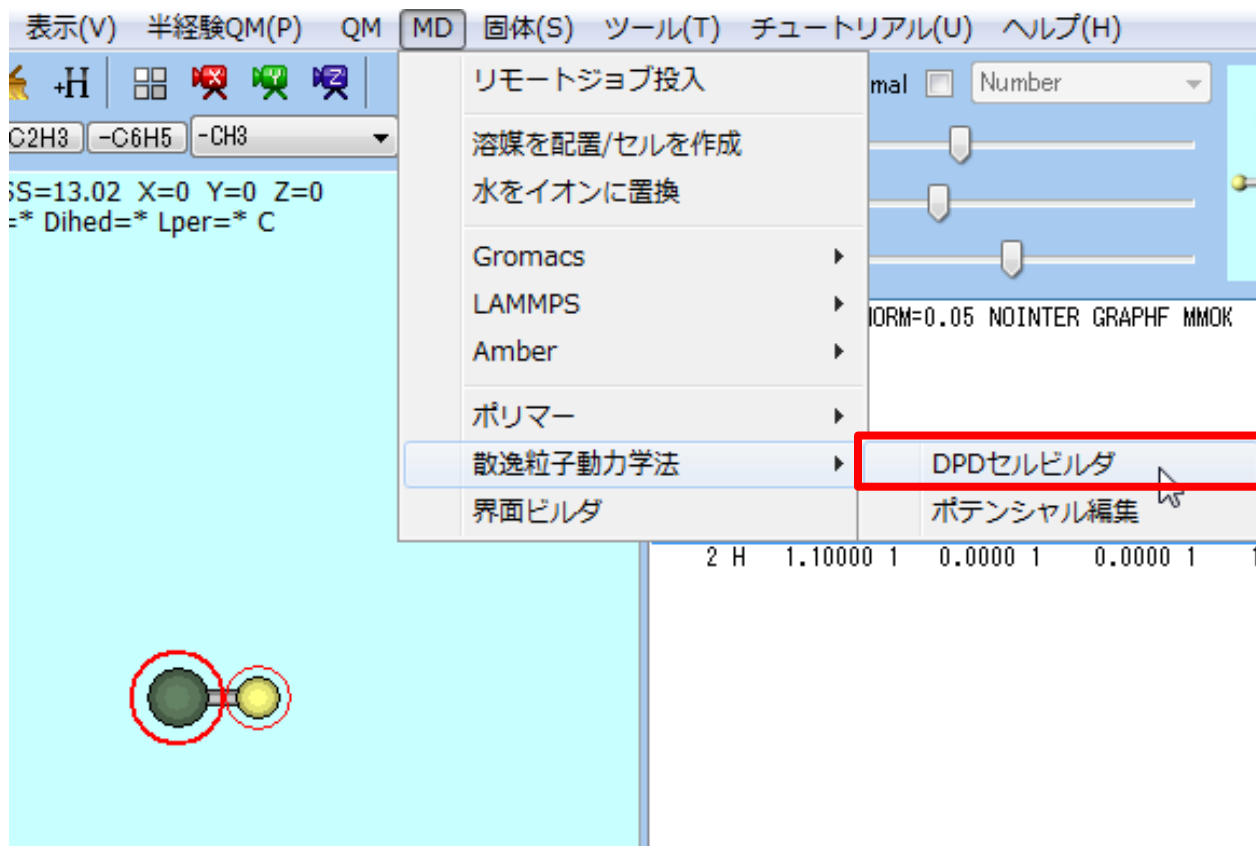 表示(V) 半経験QM(P) QM MD 固体(S) ツール(T) チュートリアル(U) ヘルプ(H)
+H X Y Z
mal Number
C2H3 -C6H5 -CH3
SS=13.02 X=0 Y=0 Z=0
=* Dihed=* Lper=* C
リモートジョブ投入
溶媒を配置/セルを作成
水をイオンに置換
Gromacs
LAMMPS
Amber
ポリマー
散逸粒子動力学法
界面ビルダ
DPDセルビルダ
ポテンシャル編集
NORM=0.05 NOINTER GRAPHF MMOK
2 H 1.10000 1 0.0000 1 0.0000 1